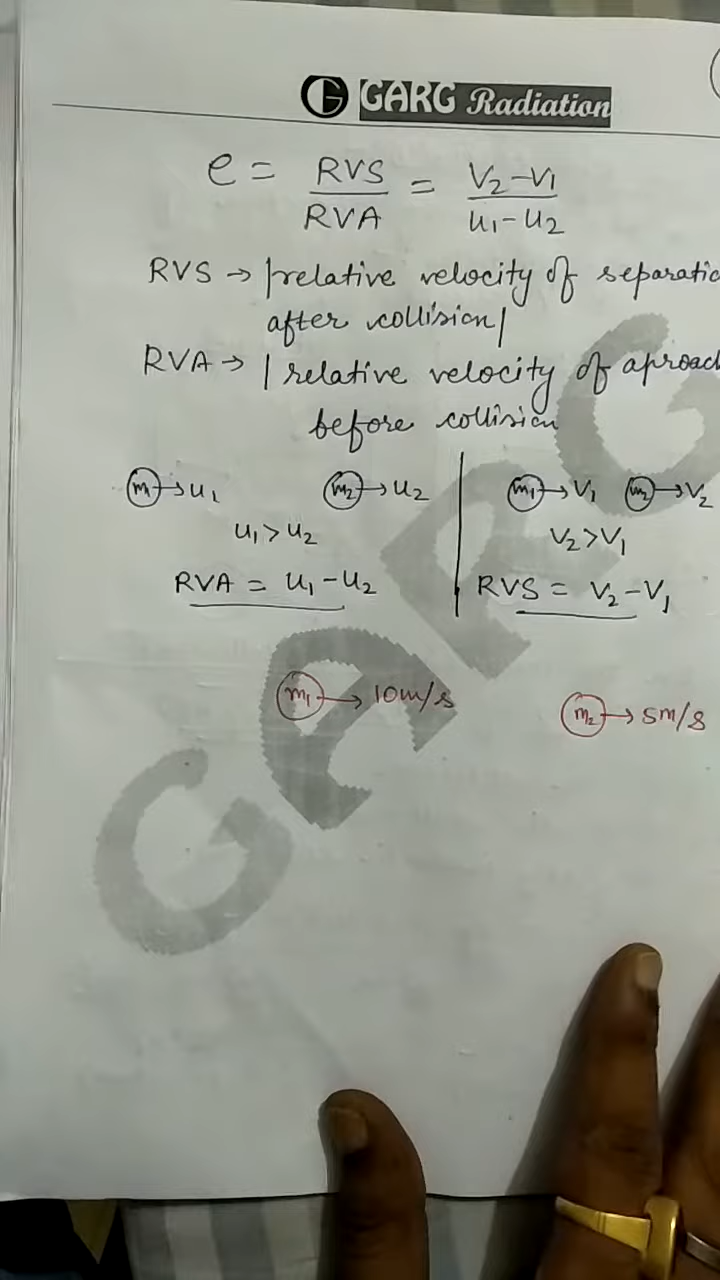 G GARG Radiation
e = RVS/RVA = V₂-V₁/u₁-u₂
RVS → |relative velocity of separatio
after collision|
RVA → | relative velocity of aproach
before collision
m₁ → u₁ m₂ → u₂ m₁ → V₁ m₂ → V₂
u₁ > u₂ V₂ > V₁
RVA = u₁ - u₂ RVS = V₂ - V₁
m₁ → 10m/s m₂ → 5m/s
GARG